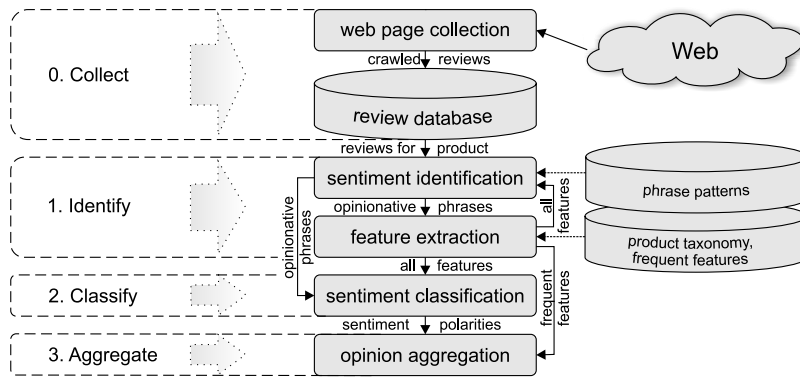 web page collection
Web
crawled reviews
0. Collect
review database
reviews for product
sentiment identification
phrase patterns
1. Identify
opinionative phrases
all
features
opinionative
phrases
feature extraction
product taxonomy,
frequent features
all features
2. Classify
sentiment classification
frequent
features
sentiment polarities
3. Aggregate
opinion aggregation